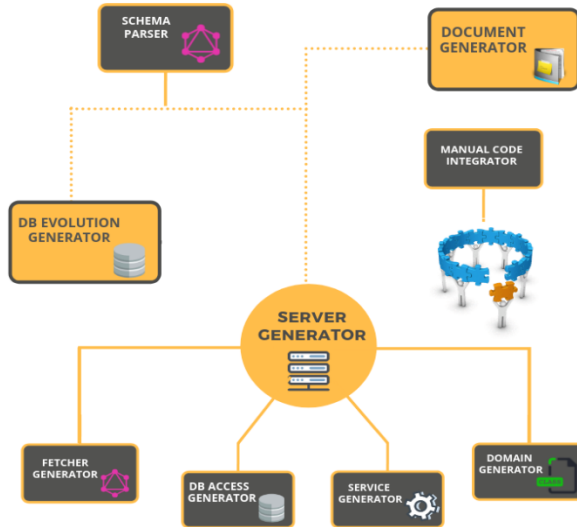 SCHEMA
PARSER
DOCUMENT
GENERATOR
MANUAL CODE
INTEGRATOR
DB EVOLUTION
GENERATOR
SERVER
GENERATOR
FETCHER
GENERATOR
DB ACCESS
GENERATOR
SERVICE
GENERATOR
DOMAIN
GENERATOR
CLASS